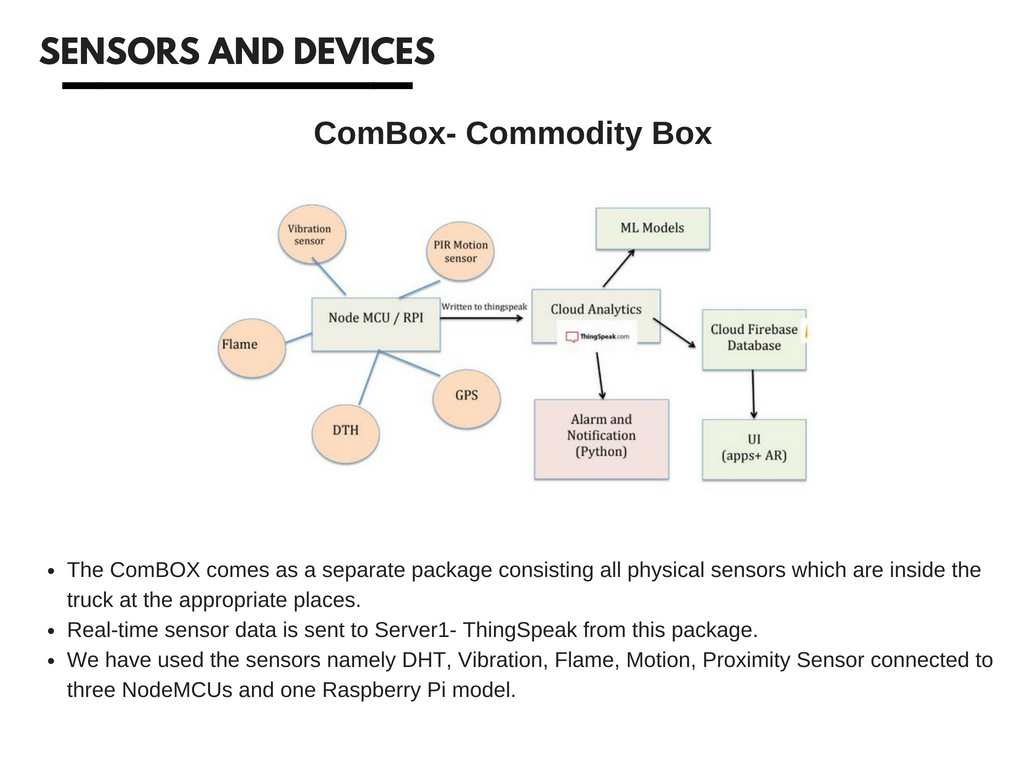 SENSORS AND DEVICES
ComBox- Commodity Box
Vibration
sensor
PIR Motion
sensor
ML Models
Node MCU / RPI
Written to thingspeak
Cloud Analytics
ThingSpeak.com
Cloud Firebase
Database
Flame
GPS
DTH
Alarm and
Notification
(Python)
UI
(apps+ AR)
• The ComBOX comes as a separate package consisting all physical sensors which are inside the
truck at the appropriate places.
• Real-time sensor data is sent to Server1- ThingSpeak from this package.
• We have used the sensors namely DHT, Vibration, Flame, Motion, Proximity Sensor connected to
three NodeMCUs and one Raspberry Pi model.